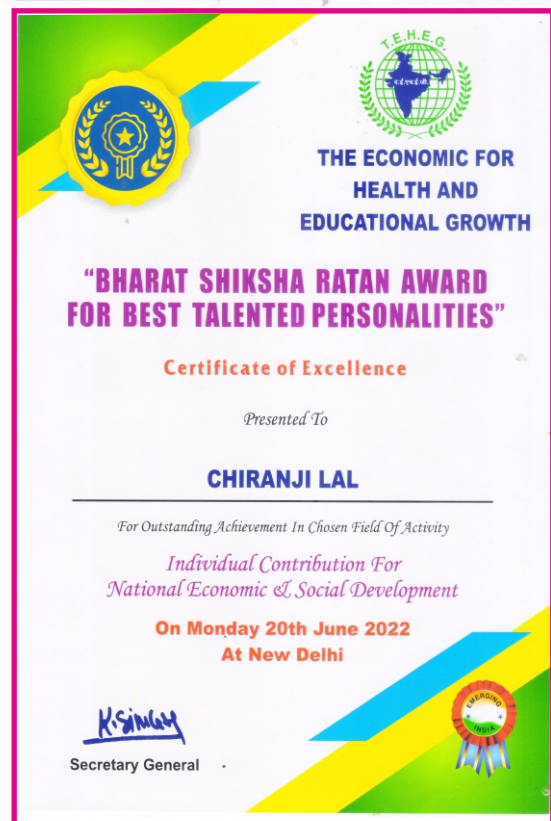 T.E.H.E.G.
THE ECONOMIC FOR
HEALTH AND
EDUCATIONAL GROWTH
"BHARAT SHIKSHA RATAN AWARD
FOR BEST TALENTED PERSONALITIES"
Certificate of Excellence
Presented To
CHIRANJI LAL
For Outstanding Achievement In Chosen Field Of Activity
Individual Contribution For
National Economic & Social Development
On Monday 20th June 2022
At New Delhi
EMERGING
INDIA
K.Singh
Secretary General